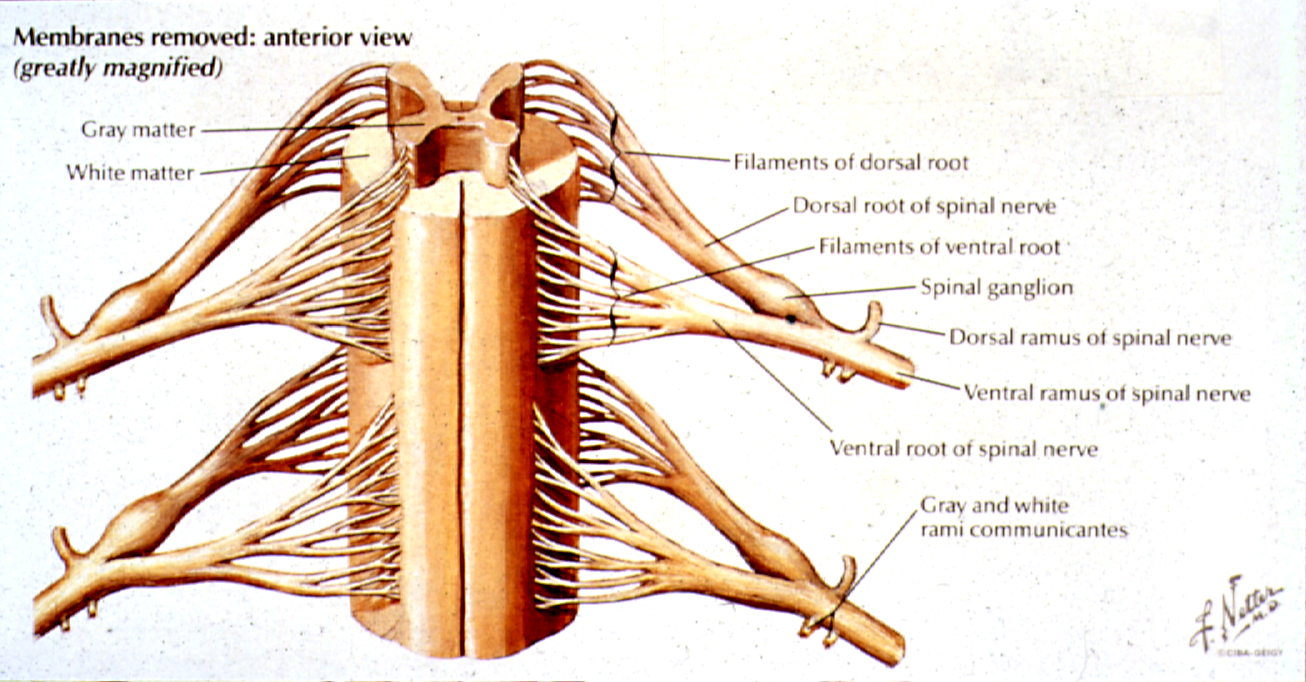 Membranes removed: anterior view
(greatly magnified)
Gray matter
White matter
Filaments of dorsal root
Dorsal root of spinal nerve
Filaments of ventral root
Spinal ganglion
Dorsal ramus of spinal nerve
Ventral ramus of spinal nerve
Ventral root of spinal nerve
Gray and white
rami communicantes
F. Netter
M.D.
©CIBA-GEIGY